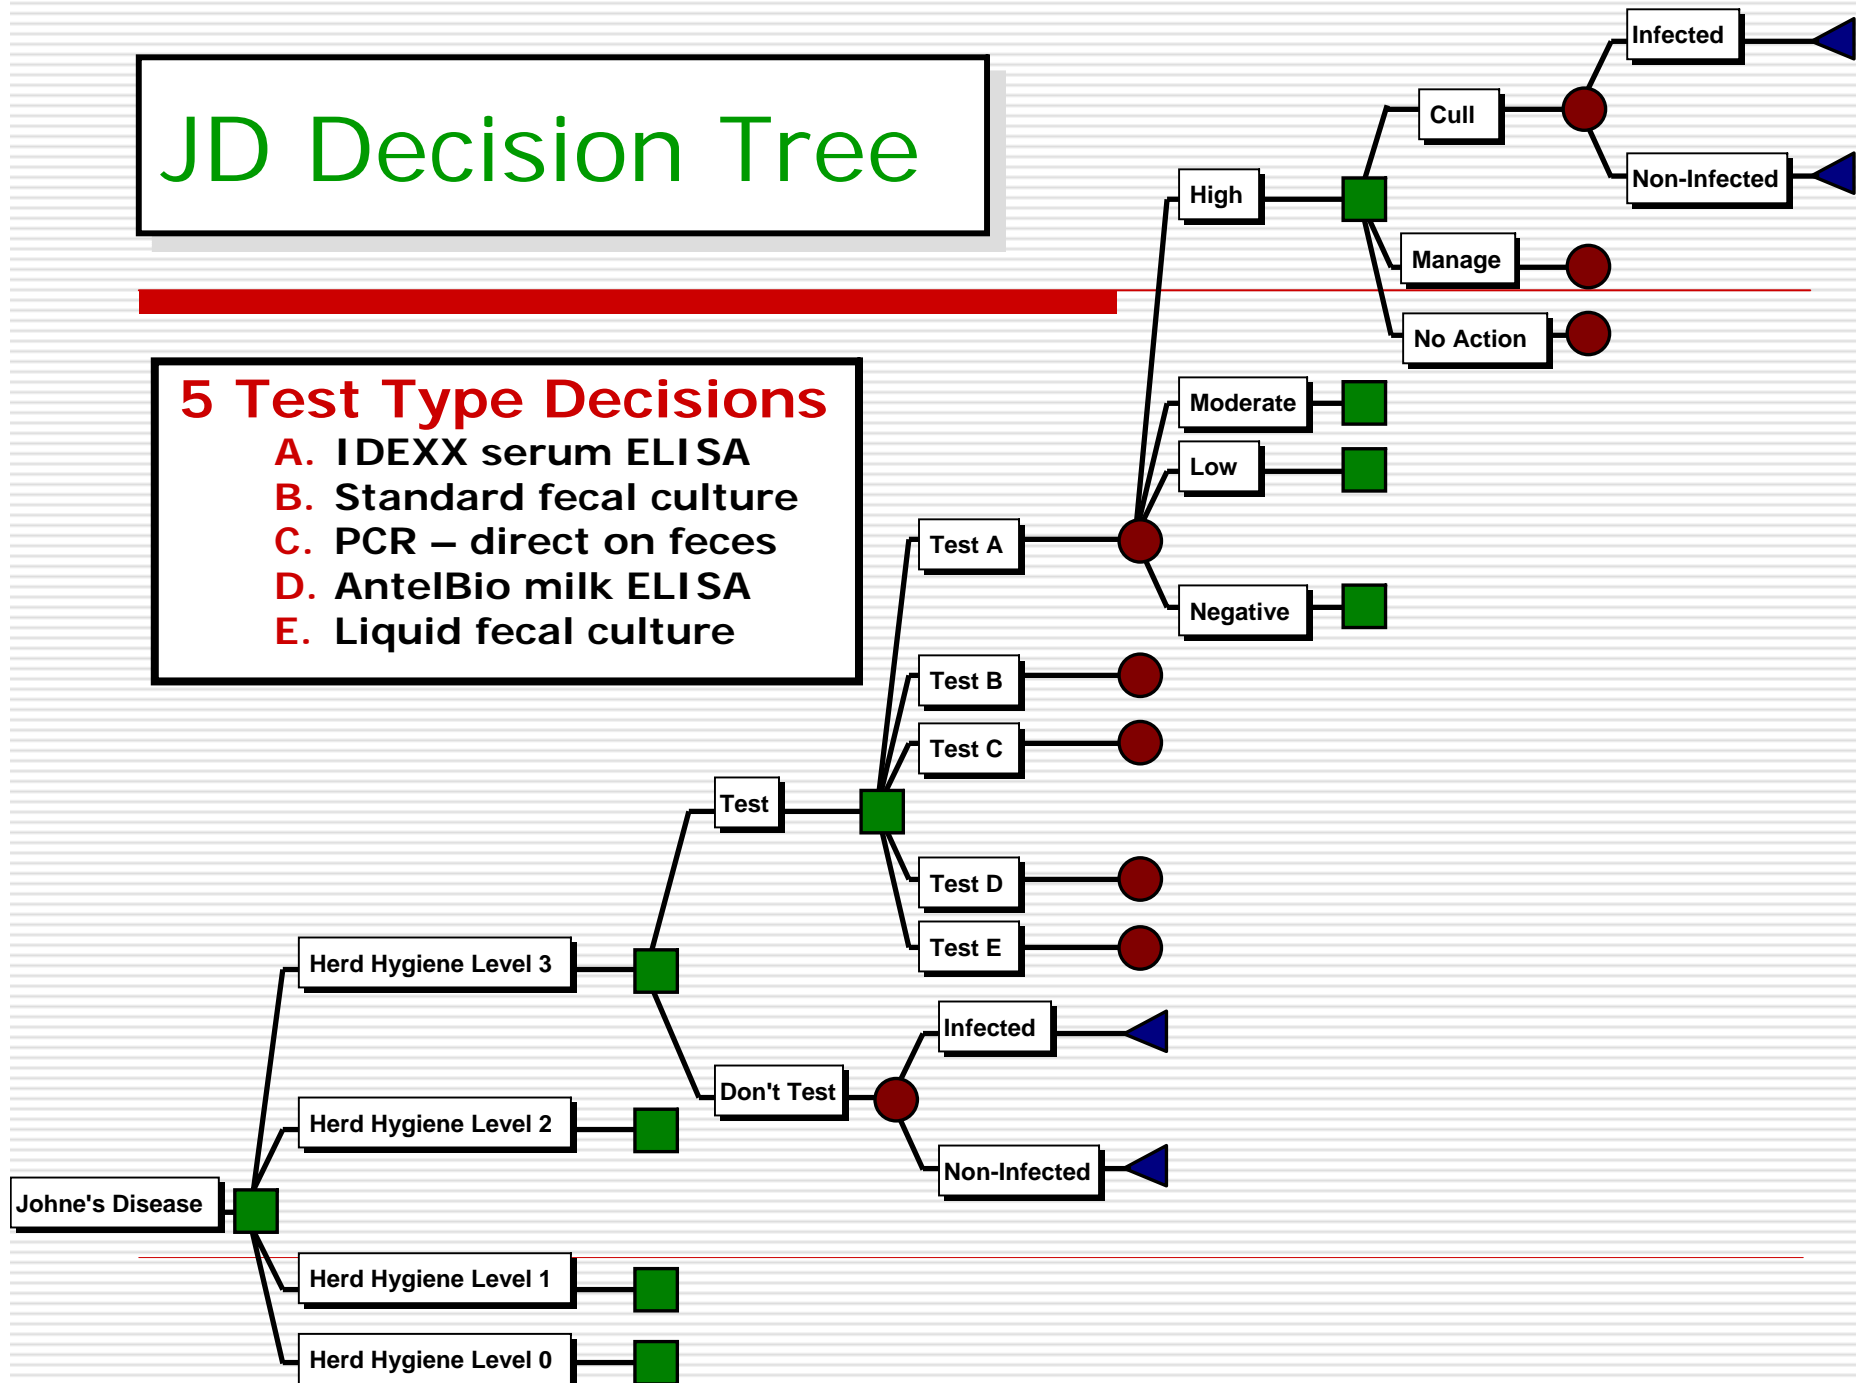 JD Decision Tree
5 Test Type Decisions
A. IDEXX serum ELISA
B. Standard fecal culture
C. PCR – direct on feces
D. AntelBio milk ELISA
E. Liquid fecal culture
Infected
Cull
Non-Infected
High
Manage
No Action
Moderate
Low
Test A
Negative
Test B
Test C
Test
Test D
Test E
Herd Hygiene Level 3
Infected
Don't Test
Herd Hygiene Level 2
Non-Infected
Johne's Disease
Herd Hygiene Level 1
Herd Hygiene Level 0